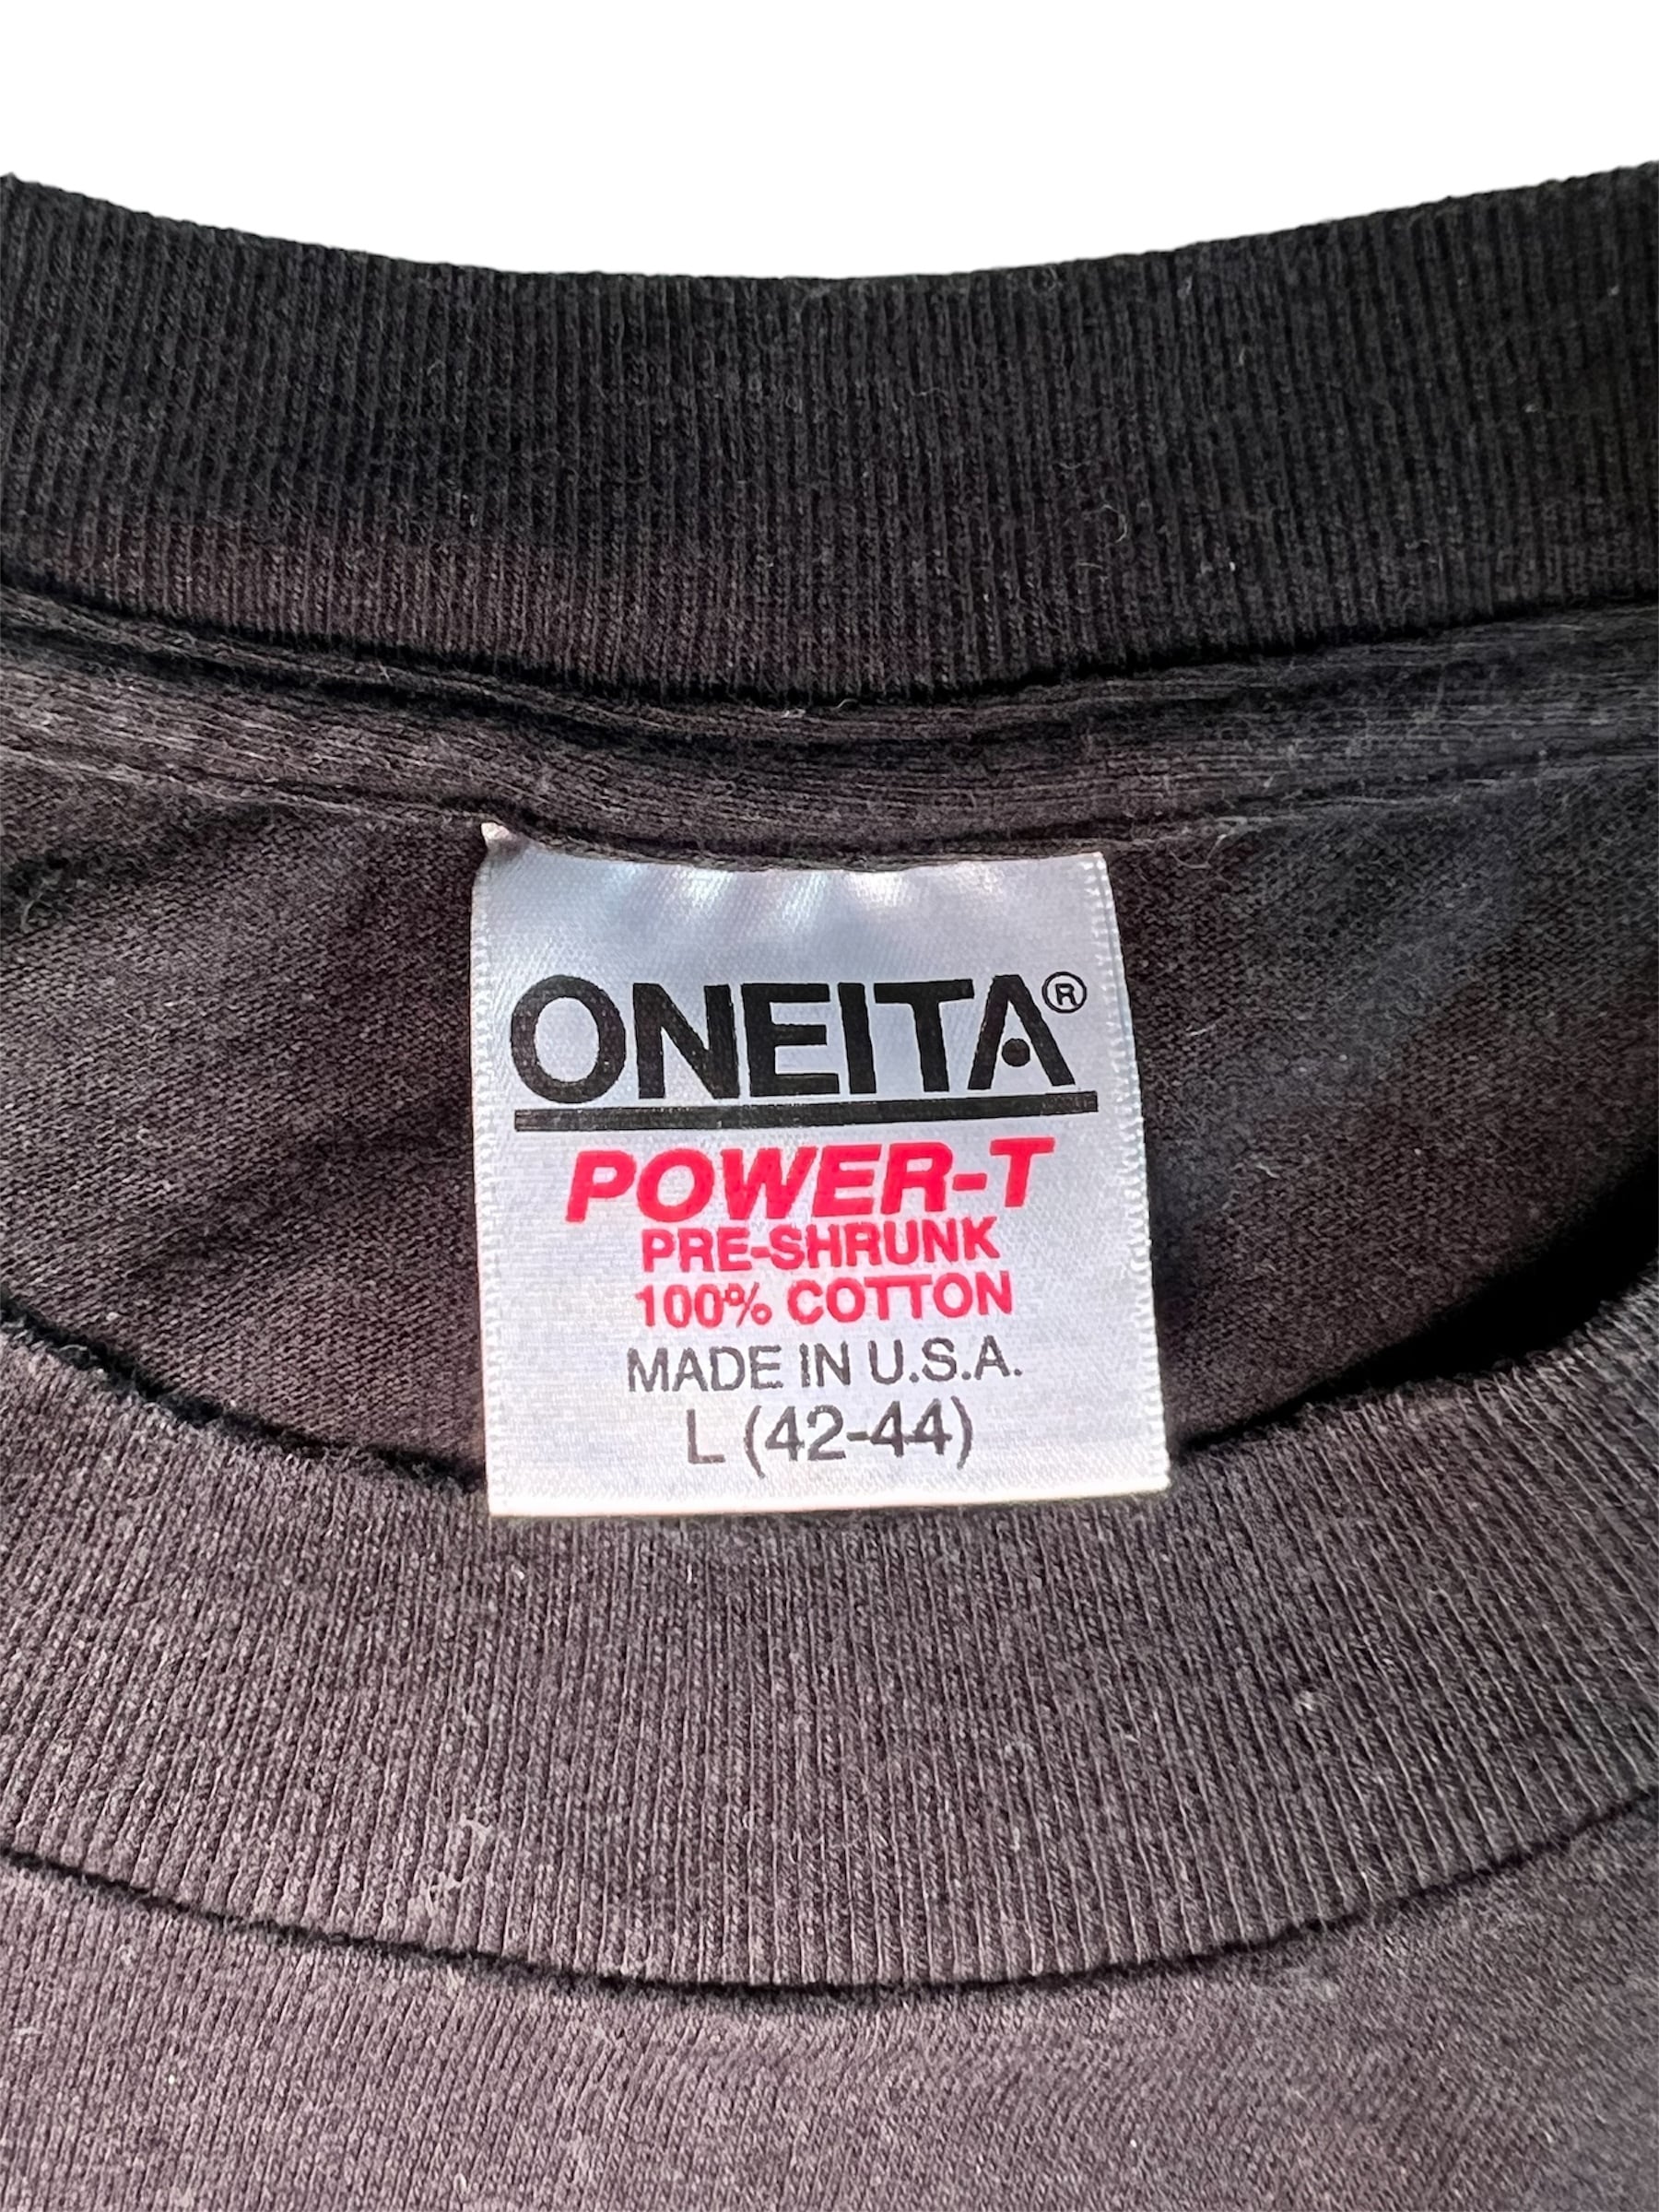 ONEITA®
POWER-T
PRE-SHRUNK
100% COTTON
MADE IN U.S.A.
L (42-44)